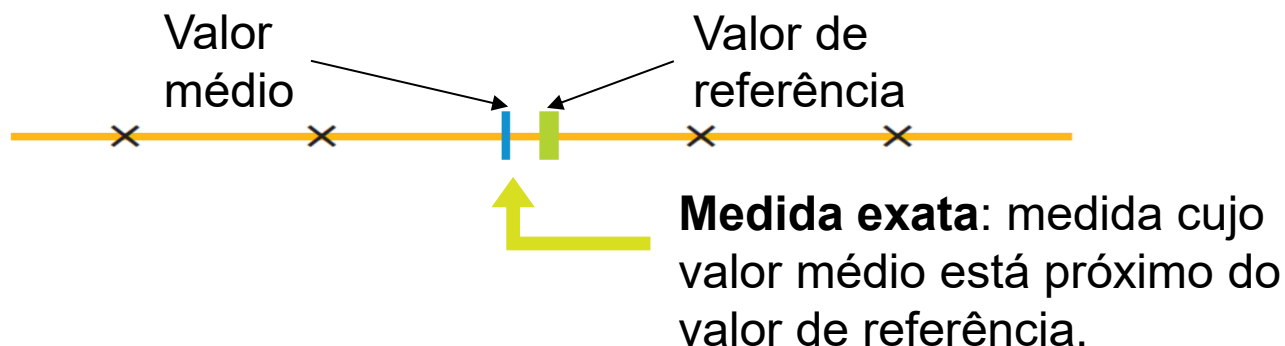 Valor
médio
Valor de
referência
Medida exata: medida cujo
valor médio está próximo do
valor de referência.